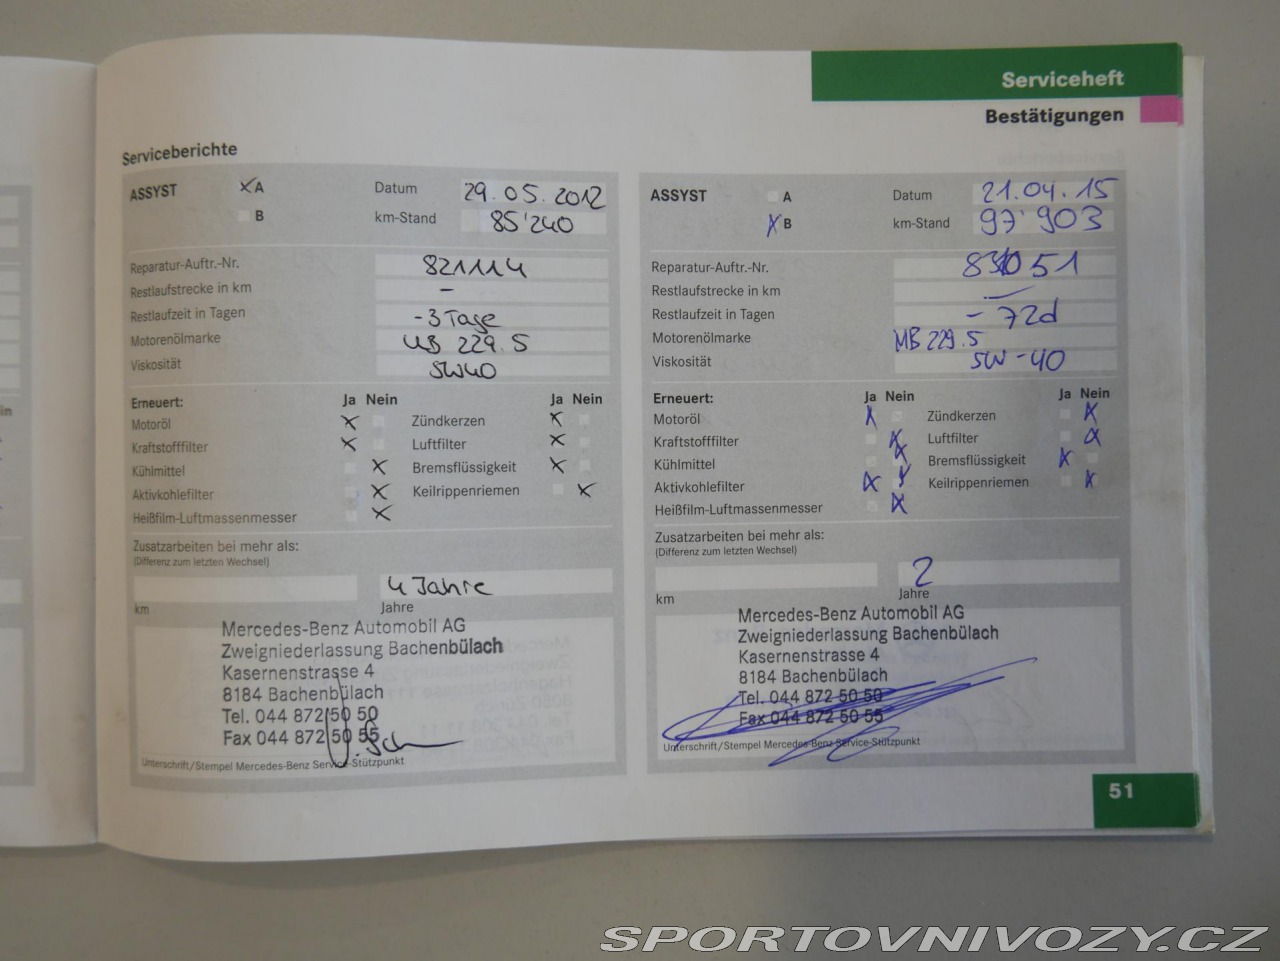 Serviceheft
Bestätigungen
Serviceberichte
ASSYST
X A
B
Datum 29.05.2012
km-Stand 85'240
Reparatur-Auftr.-Nr. 821114
Restlaufstrecke in km –
Restlaufzeit in Tagen -3 Tage
Motorenölmarke MB 229.5
Viskosität 5W40
Erneuert: Ja Nein Ja Nein
Motoröl X Zündkerzen X
Kraftstofffilter X Luftfilter X
Kühlmittel X Bremsflüssigkeit X
Aktivkohlefilter X Keilrippenriemen X
Heißfilm-Luftmassenmesser X
Zusatzarbeiten bei mehr als:
(Differenz zum letzten Wechsel)
4 Jahre
km Jahre
Mercedes-Benz Automobil AG
Zweigniederlassung Bachenbülach
Kasernenstrasse 4
8184 Bachenbülach
Tel. 044 872 50 50
Fax 044 872 50 55
Unterschrift/Stempel Mercedes-Benz Service-Stützpunkt
ASSYST
A
X B
Datum 21.04.15
km-Stand 97'903
Reparatur-Auftr.-Nr.
Restlaufstrecke in km –
Restlaufzeit in Tagen - 72d
Motorenölmarke MB 229.5
Viskosität 5W-40
Erneuert: Ja Nein Ja Nein
Motoröl X Zündkerzen X
Kraftstofffilter X Luftfilter X
Kühlmittel X Bremsflüssigkeit X
Aktivkohlefilter X X Keilrippenriemen X
Heißfilm-Luftmassenmesser X
Zusatzarbeiten bei mehr als:
(Differenz zum letzten Wechsel)
2
km Jahre
Mercedes-Benz Automobil AG
Zweigniederlassung Bachenbülach
Kasernenstrasse 4
8184 Bachenbülach
Tel. 044 872 50 50
Fax 044 872 50 55
Unterschrift/Stempel Mercedes-Benz Service-Stützpunkt
51
SPORTOVNIVOZY.CZ